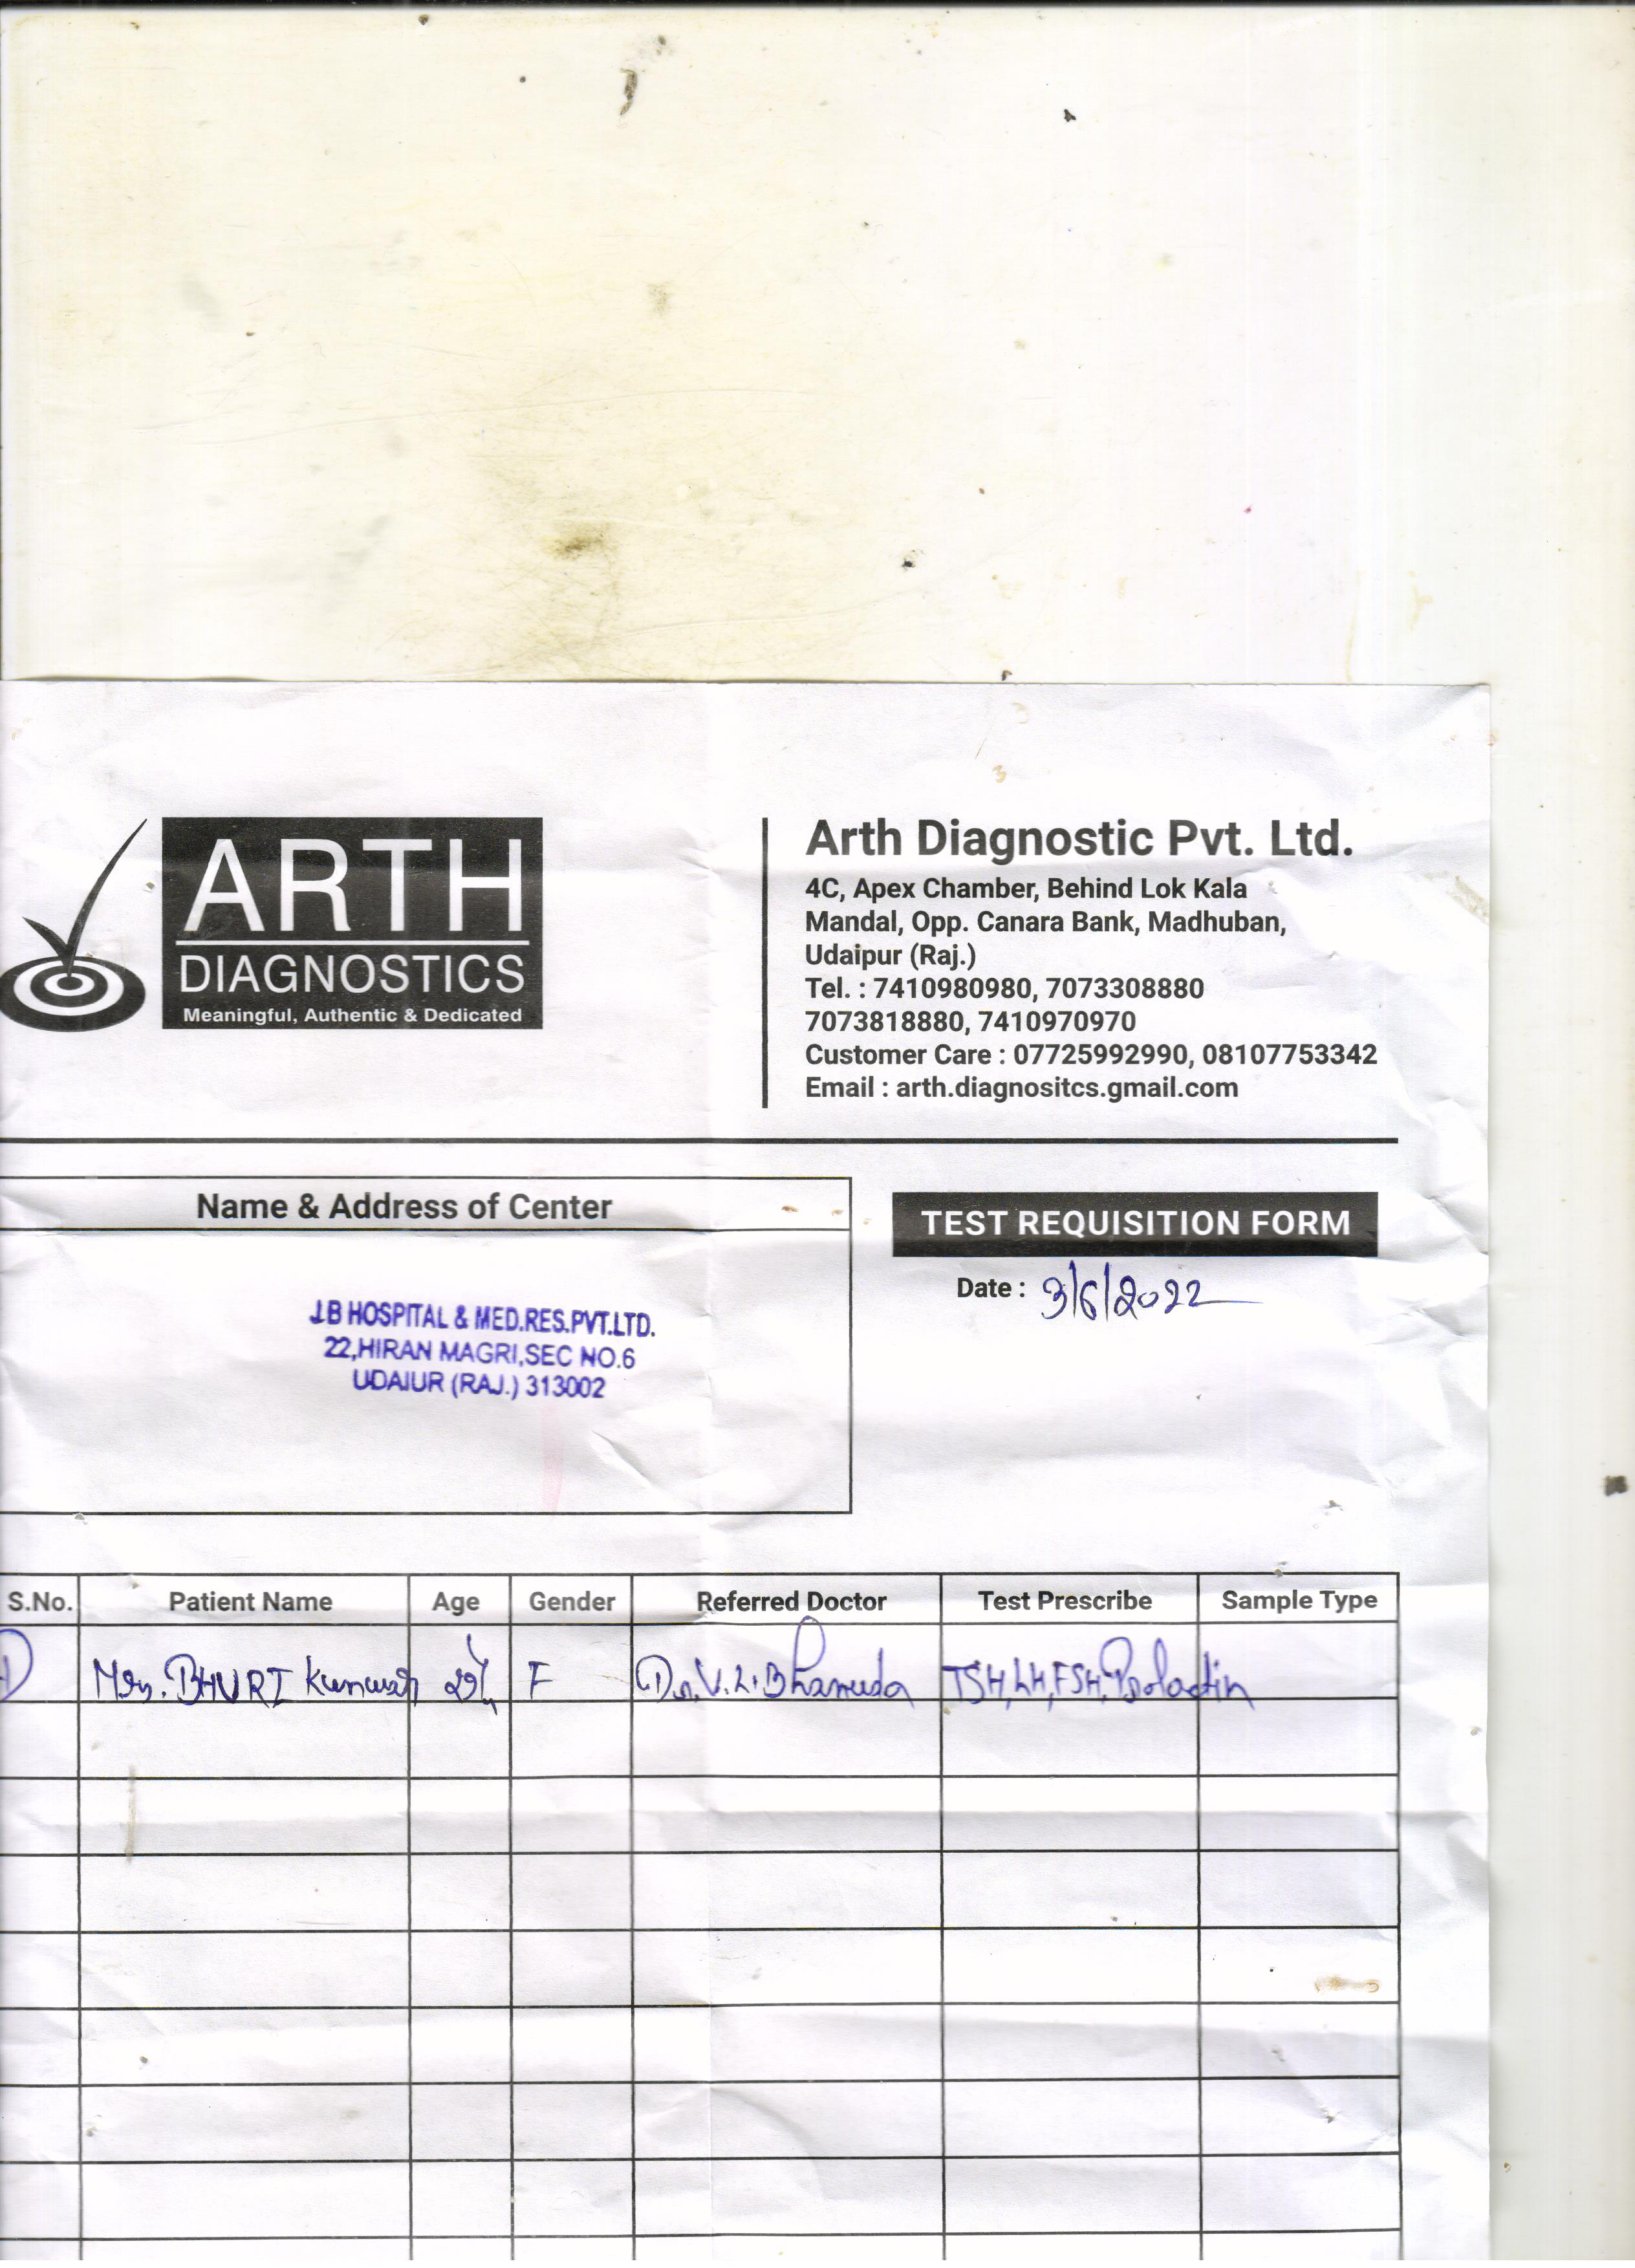 ARTH
DIAGNOSTICS
Meaningful, Authentic & Dedicated
Arth Diagnostic Pvt. Ltd.
4C, Apex Chamber, Behind Lok Kala
Mandal, Opp. Canara Bank, Madhuban,
Udaipur (Raj.)
Tel. : 7410980980, 7073308880
7073818880, 7410970970
Customer Care : 07725992990, 08107753342
Email : arth.diagnositcs.gmail.com
Name & Address of Center
J.B HOSPITAL & MED.RES.PVT.LTD.
22,HIRAN MAGRI,SEC NO.6
UDAIUR (RAJ.) 313002
TEST REQUISITION FORM
Date : 3/6/2022
S.No. Patient Name Age Gender Referred Doctor Test Prescribe Sample Type
Mrs. BHURI Kunwar F Dr. V.L. TSH, LH, FSH,